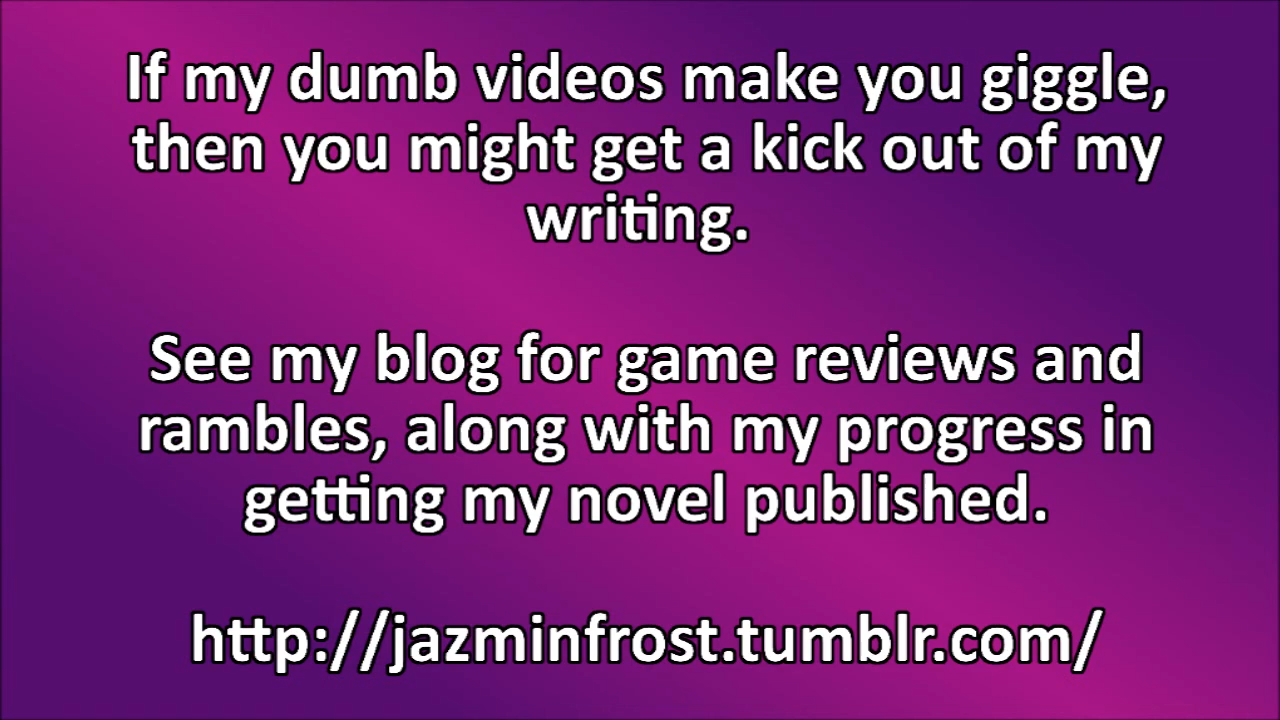 If my dumb videos make you giggle,
then you might get a kick out of my
writing.
See my blog for game reviews and
rambles, along with my progress in
getting my novel published.
http://jazminfrost.tumblr.com/